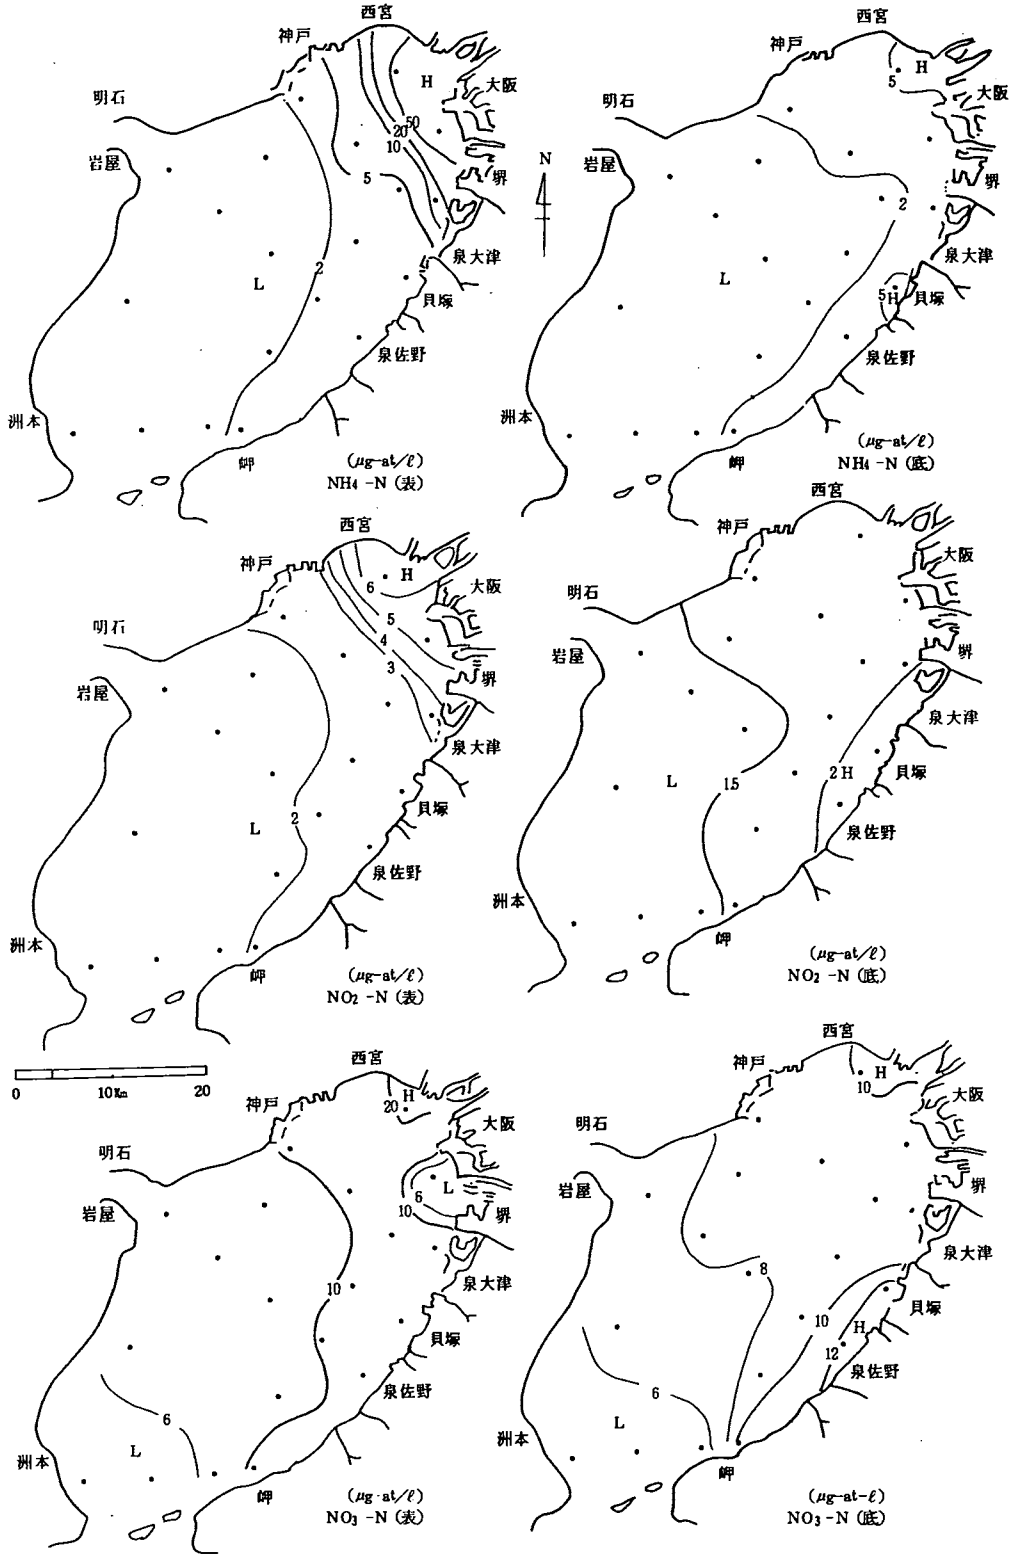 西宮
神戸
H
大阪
明石
50
20
10
岩屋
5
堺
2
L
泉大津
4
貝塚
泉佐野
洲本
岬
(μg-at/ℓ)
NH4-N (表)
N
西宮
神戸
H
5
大阪
明石
岩屋
堺
2
泉大津
L
5H
貝塚
泉佐野
洲本
岬
(μg-at/ℓ)
NH4-N (底)
西宮
神戸
H
6
大阪
明石
5
4
3
岩屋
堺
泉大津
貝塚
L
2
泉佐野
洲本
岬
(μg-at/ℓ)
NO2-N (表)
西宮
神戸
大阪
明石
岩屋
堺
泉大津
L
1.5
2H
貝塚
泉佐野
洲本
岬
(μg-at/ℓ)
NO2-N (底)
0 10Km 20
西宮
神戸
H
20
大阪
明石
L
6
10
岩屋
堺
泉大津
10
貝塚
泉佐野
6
L
洲本
岬
(μg·at/ℓ)
NO3-N (表)
西宮
神戸
H
10
大阪
明石
岩屋
堺
泉大津
8
貝塚
10
H
12
泉佐野
6
L
洲本
岬
(μg-at-ℓ)
NO3-N (底)